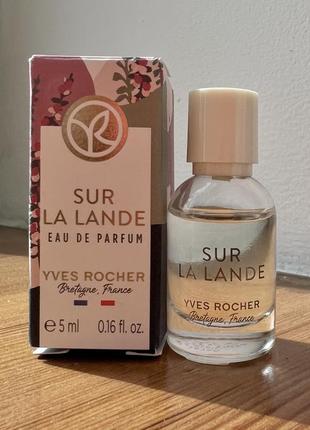 SUR
LA LANDE
EAU DE PARFUM
YVES ROCHER
Bretagne, France
℮ 5 ml 0.16 fl. oz.
SUR
LA LANDE
YVES ROCHER
Bretagne, France